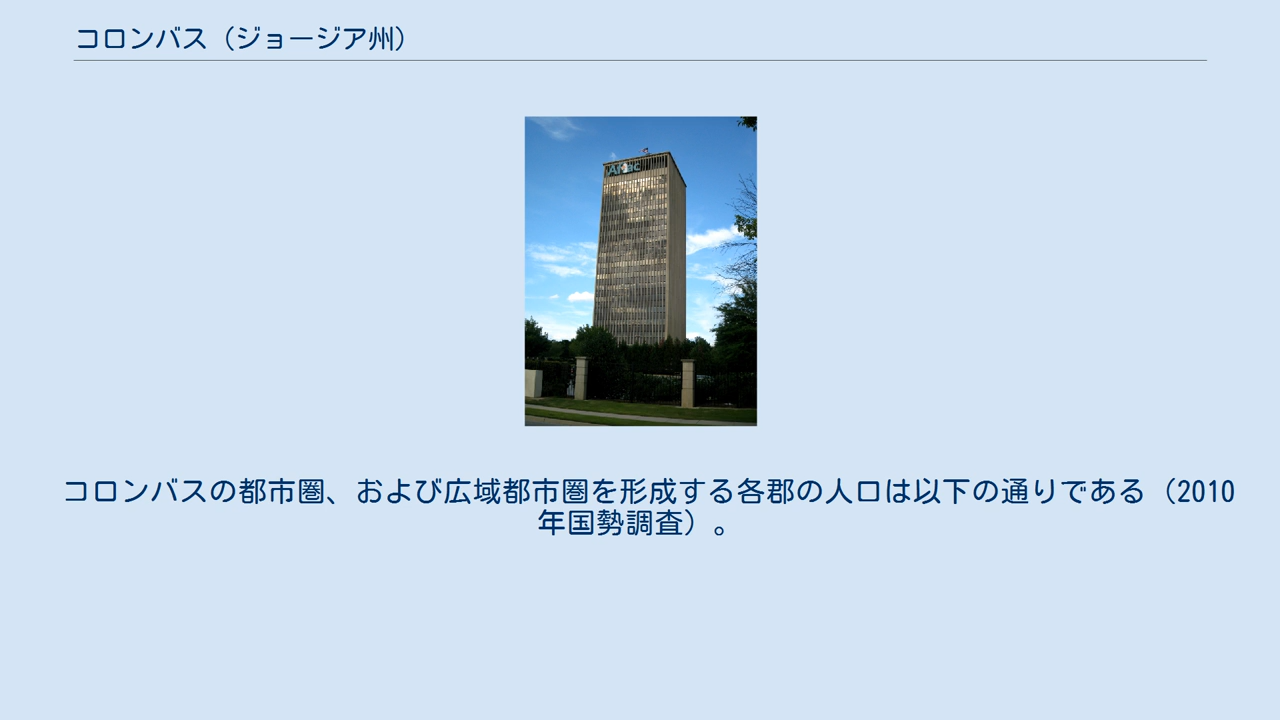 コロンバス（ジョージア州）
Aflac
コロンバスの都市圏、および広域都市圏を形成する各郡の人口は以下の通りである（2010
年国勢調査）。